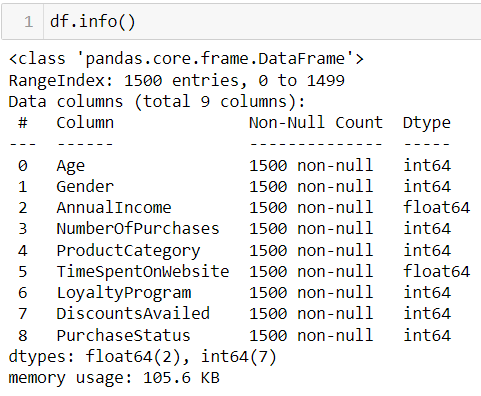 1 df.info()
<class 'pandas.core.frame.DataFrame'>
RangeIndex: 1500 entries, 0 to 1499
Data columns (total 9 columns):
 #   Column             Non-Null Count  Dtype
---  ------             --------------  -----
 0   Age                1500 non-null   int64
 1   Gender             1500 non-null   int64
 2   AnnualIncome       1500 non-null   float64
 3   NumberOfPurchases  1500 non-null   int64
 4   ProductCategory    1500 non-null   int64
 5   TimeSpentOnWebsite 1500 non-null   float64
 6   LoyaltyProgram     1500 non-null   int64
 7   DiscountsAvailed   1500 non-null   int64
 8   PurchaseStatus     1500 non-null   int64
dtypes: float64(2), int64(7)
memory usage: 105.6 KB